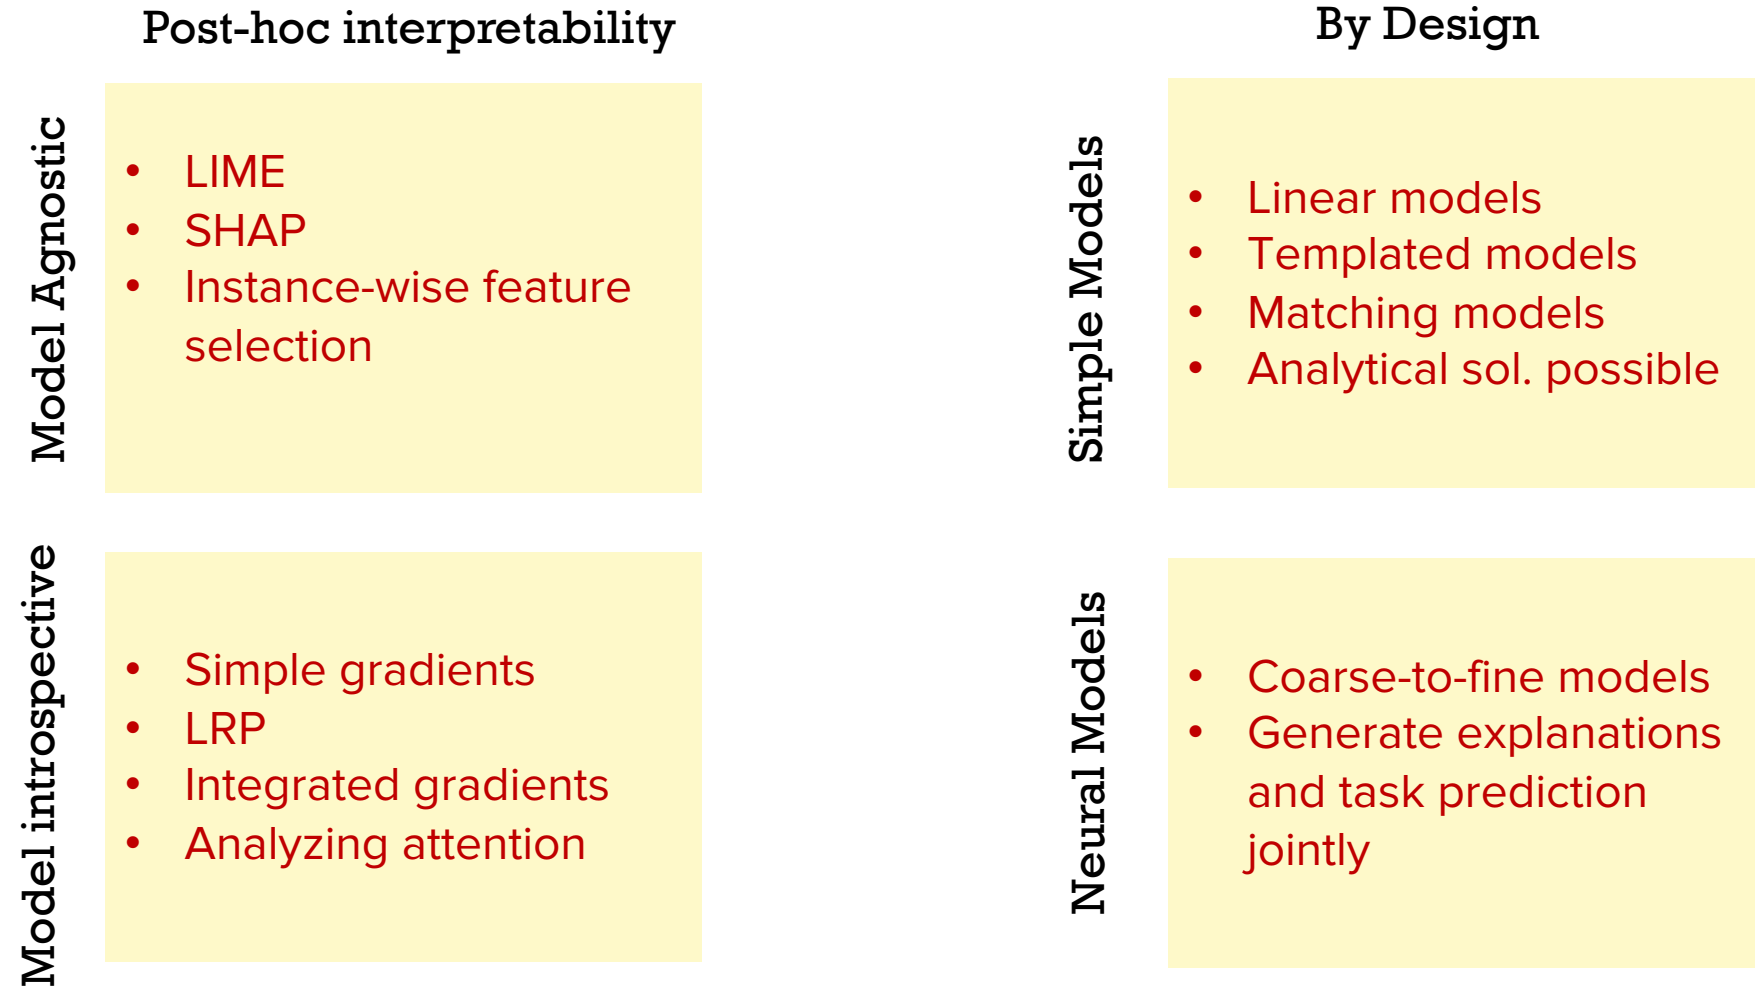 Post-hoc interpretability
Model Agnostic
• LIME
• SHAP
• Instance-wise feature
selection
Model introspective
• Simple gradients
• LRP
• Integrated gradients
• Analyzing attention
By Design
Simple Models
• Linear models
• Templated models
• Matching models
• Analytical sol. possible
Neural Models
• Coarse-to-fine models
• Generate explanations
and task prediction
jointly